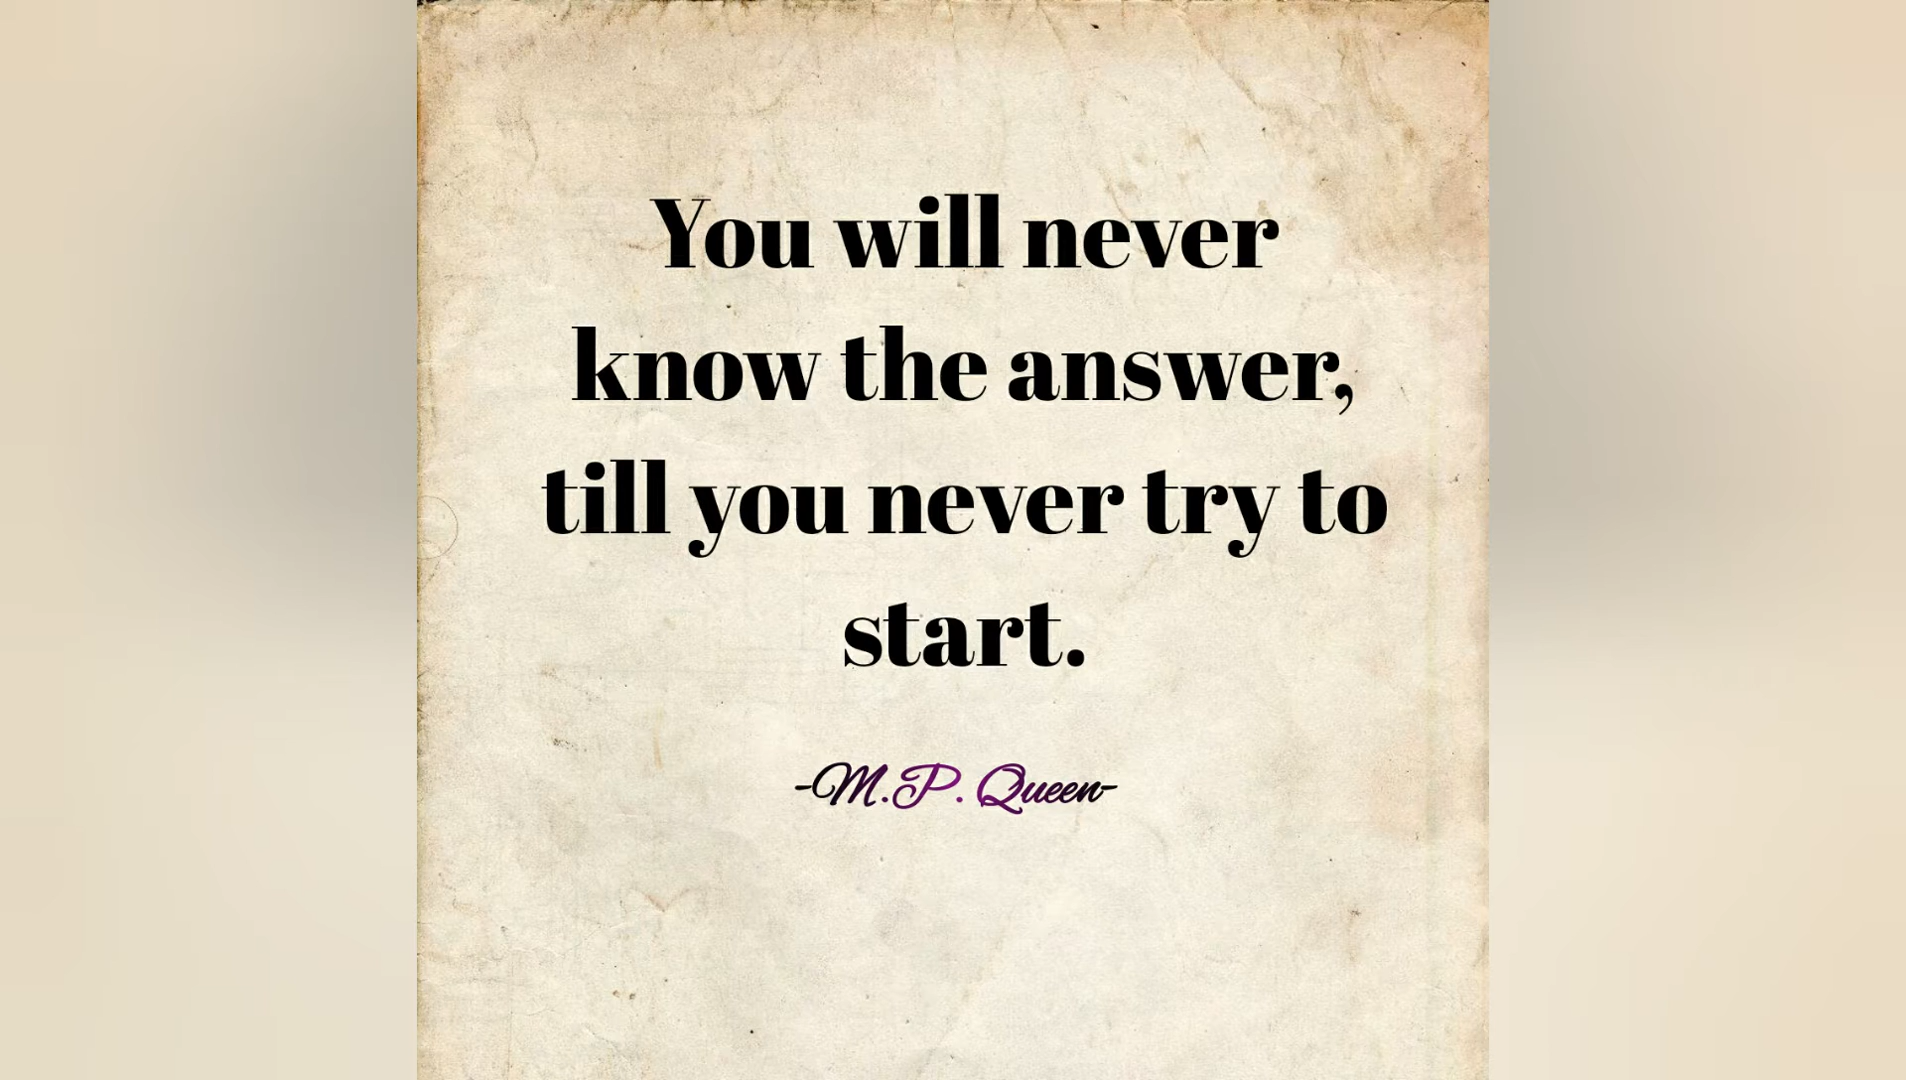 You will never
know the answer,
till you never try to
start.
-M.P. Queen-